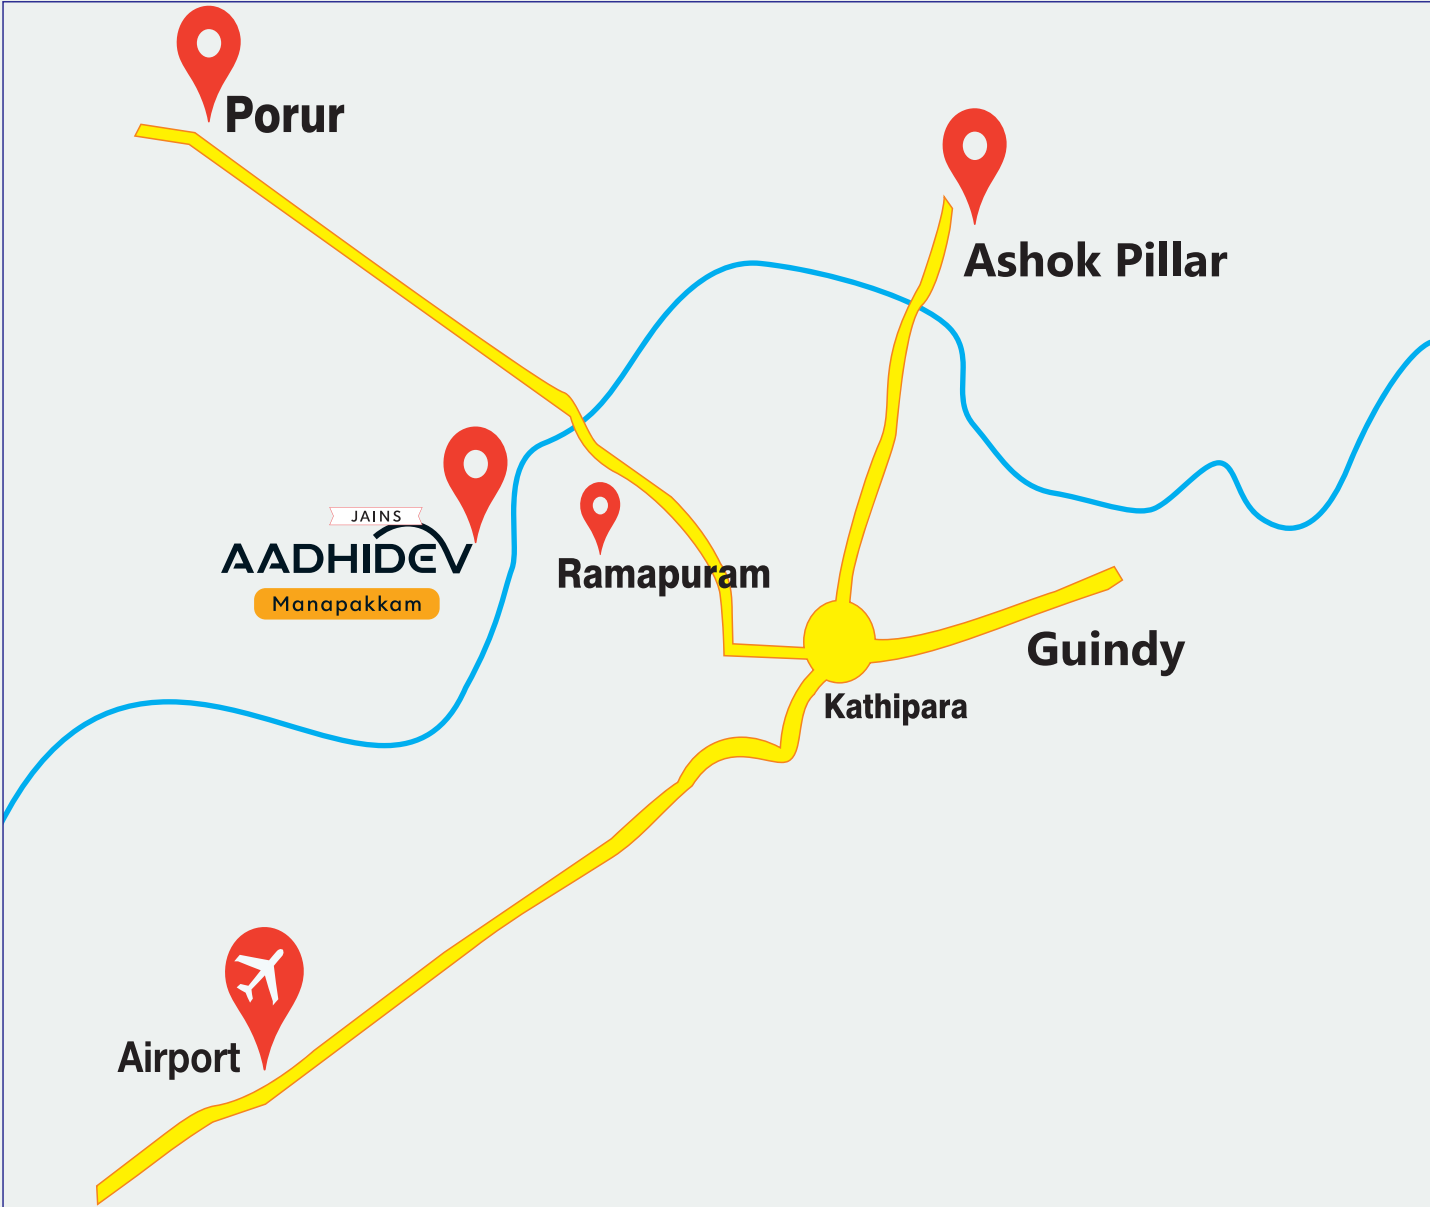 Porur
Ashok Pillar
JAINS
AADHIDEV
Manapakkam
Ramapuram
Guindy
Kathipara
Airport